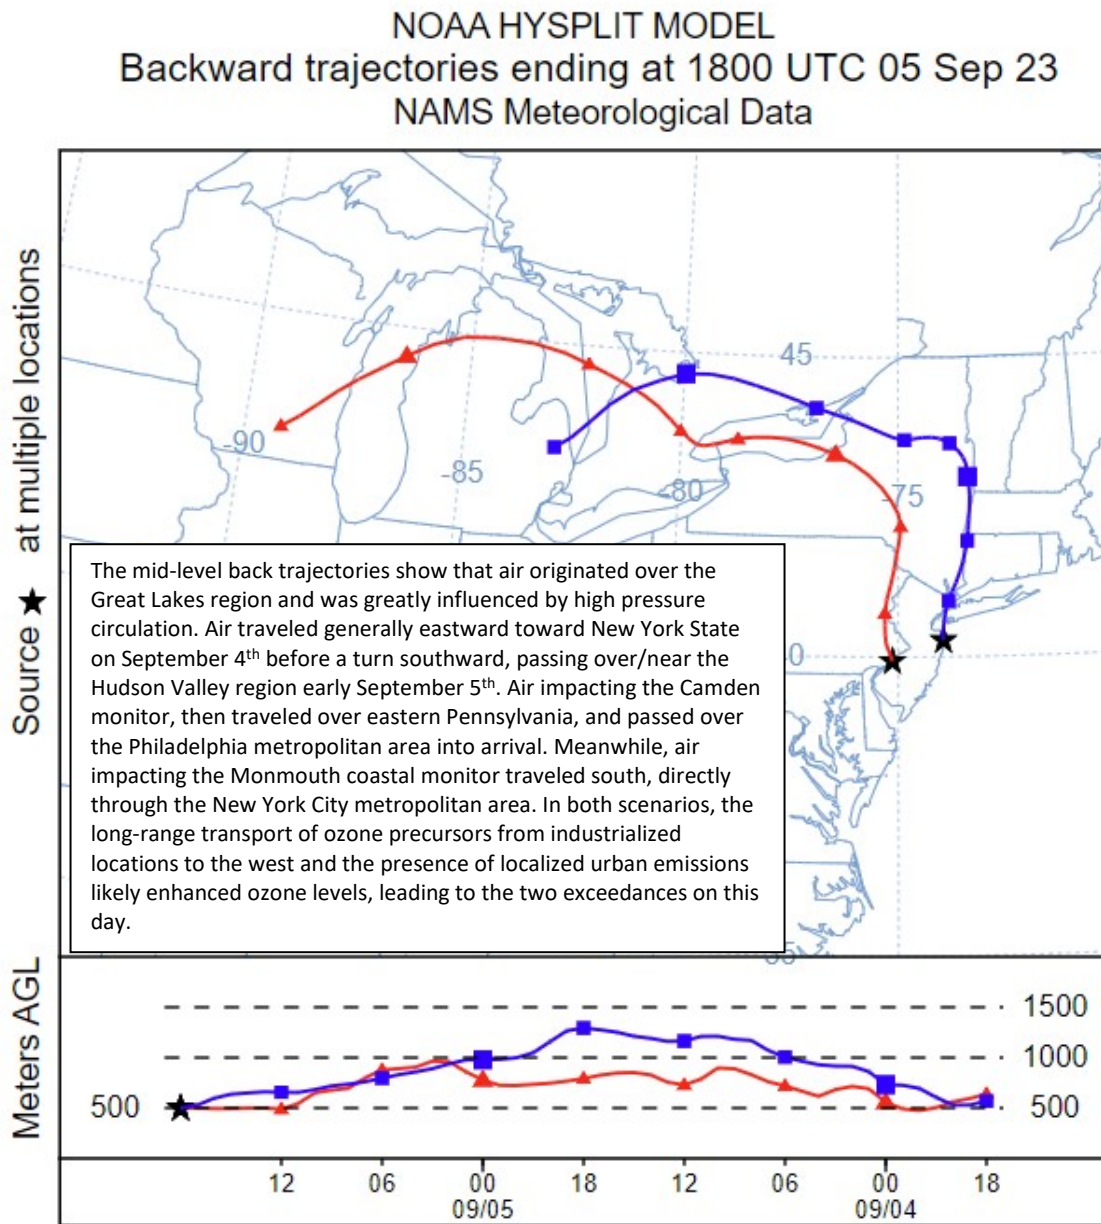 NOAA HYSPLIT MODEL
Backward trajectories ending at 1800 UTC 05 Sep 23
NAMS Meteorological Data
Source ★ at multiple locations
45
-90
-85
-80
-75
The mid-level back trajectories show that air originated over the
Great Lakes region and was greatly influenced by high pressure
circulation. Air traveled generally eastward toward New York State
on September 4th before a turn southward, passing over/near the
Hudson Valley region early September 5th. Air impacting the Camden
monitor, then traveled over eastern Pennsylvania, and passed over
the Philadelphia metropolitan area into arrival. Meanwhile, air
impacting the Monmouth coastal monitor traveled south, directly
through the New York City metropolitan area. In both scenarios, the
long-range transport of ozone precursors from industrialized
locations to the west and the presence of localized urban emissions
likely enhanced ozone levels, leading to the two exceedances on this
day.
0
Meters AGL
1500
1000
500 500
12 06 00 18 12 06 00 18
09/05 09/04